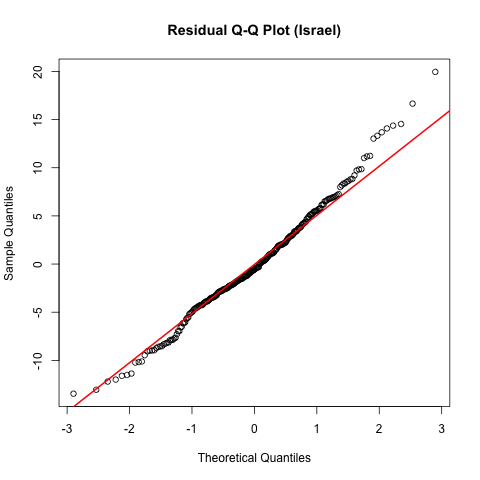 Residual Q-Q Plot (Israel)
Sample Quantiles
20
15
10
5
0
-5
-10
-3 -2 -1 0 1 2 3
Theoretical Quantiles